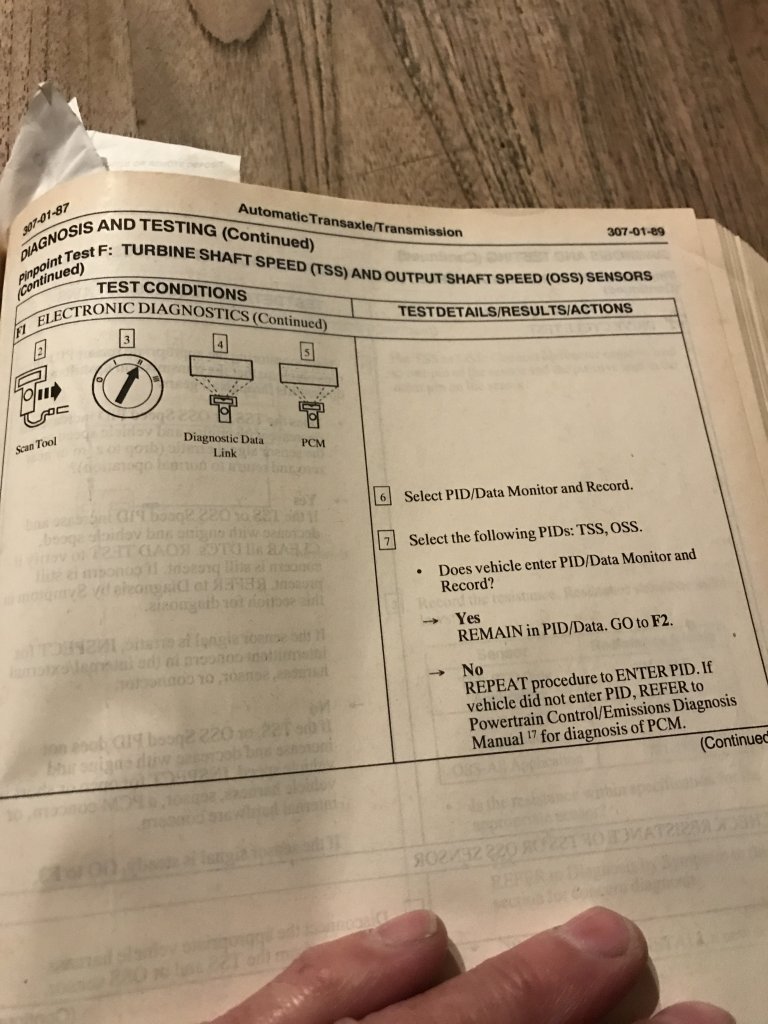 307-01-87
Automatic Transaxle/Transmission
307-01-89
DIAGNOSIS AND TESTING (Continued)
Pinpoint Test F: TURBINE SHAFT SPEED (TSS) AND OUTPUT SHAFT SPEED (OSS) SENSORS
(Continued)
TEST CONDITIONS
TEST DETAILS/RESULTS/ACTIONS
F1 ELECTRONIC DIAGNOSTICS (Continued)
2
3
4
5
Scan Tool
Diagnostic Data
Link
PCM
6 Select PID/Data Monitor and Record.
7 Select the following PIDs: TSS, OSS.
• Does vehicle enter PID/Data Monitor and
Record?
→ Yes
REMAIN in PID/Data. GO to F2.
→ No
REPEAT procedure to ENTER PID. If
vehicle did not enter PID, REFER to
Powertrain Control/Emissions Diagnosis
Manual 17 for diagnosis of PCM.
(Continued